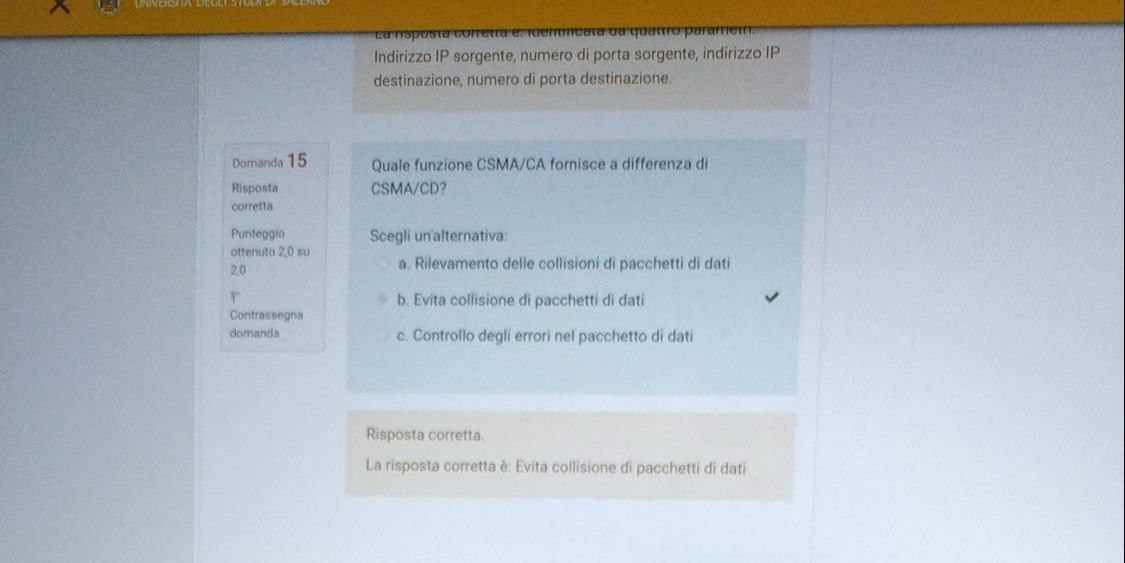 UNIVERSITÀ DEGLI STUDI DI SALERNO
La risposta corretta è: Identificata da quattro parametri:
Indirizzo IP sorgente, numero di porta sorgente, indirizzo IP
destinazione, numero di porta destinazione.
Domanda 15
Risposta
corretta
Punteggio
ottenuto 2,0 su
2,0
Contrassegna
domanda
Quale funzione CSMA/CA fornisce a differenza di
CSMA/CD?
Scegli un'alternativa:
a. Rilevamento delle collisioni di pacchetti di dati
b. Evita collisione di pacchetti di dati
c. Controllo degli errori nel pacchetto di dati
Risposta corretta.
La risposta corretta è: Evita collisione di pacchetti di dati